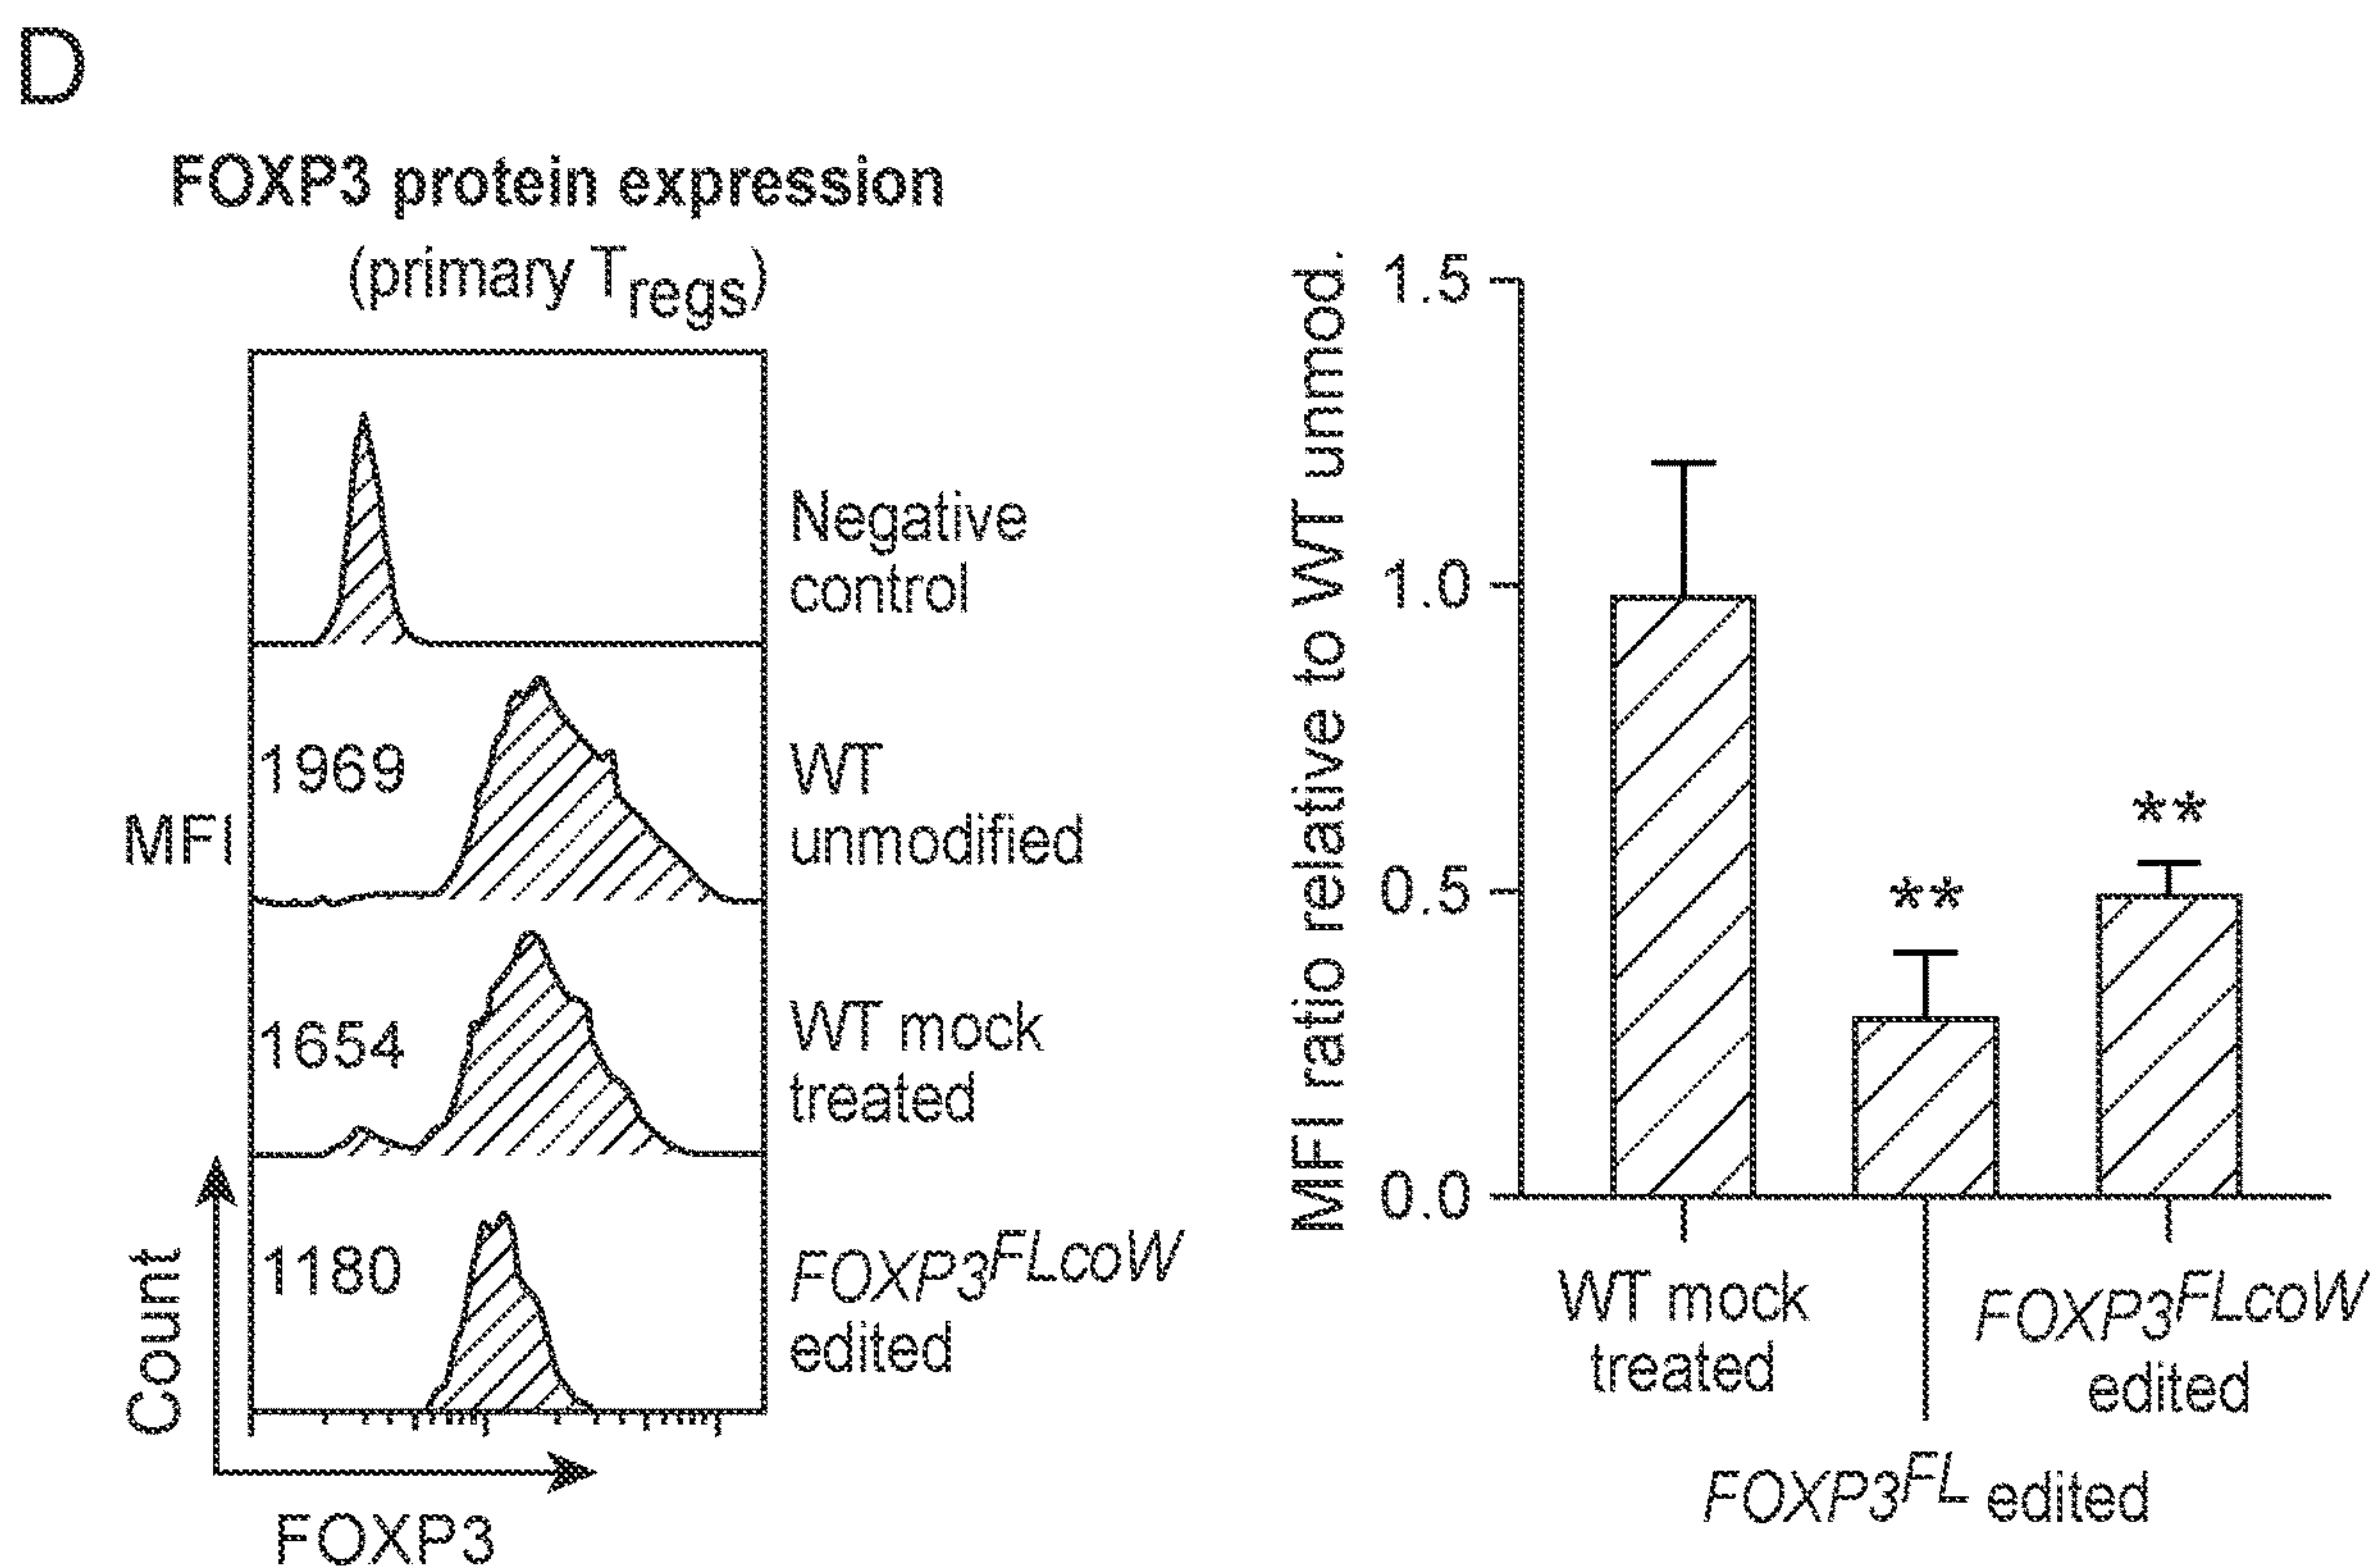 D
FOXP3 protein expression
(primary Tregs)
Negative
control
1969
WT
unmodified
MFI
1654
WT mock
treated
1180
FOXP3FLcoW
edited
Count
FOXP3
MFI ratio relative to WT unmod.
1.5
1.0
0.5
0.0
**
**
WT mock
treated
FOXP3FL edited
FOXP3FLcoW
edited